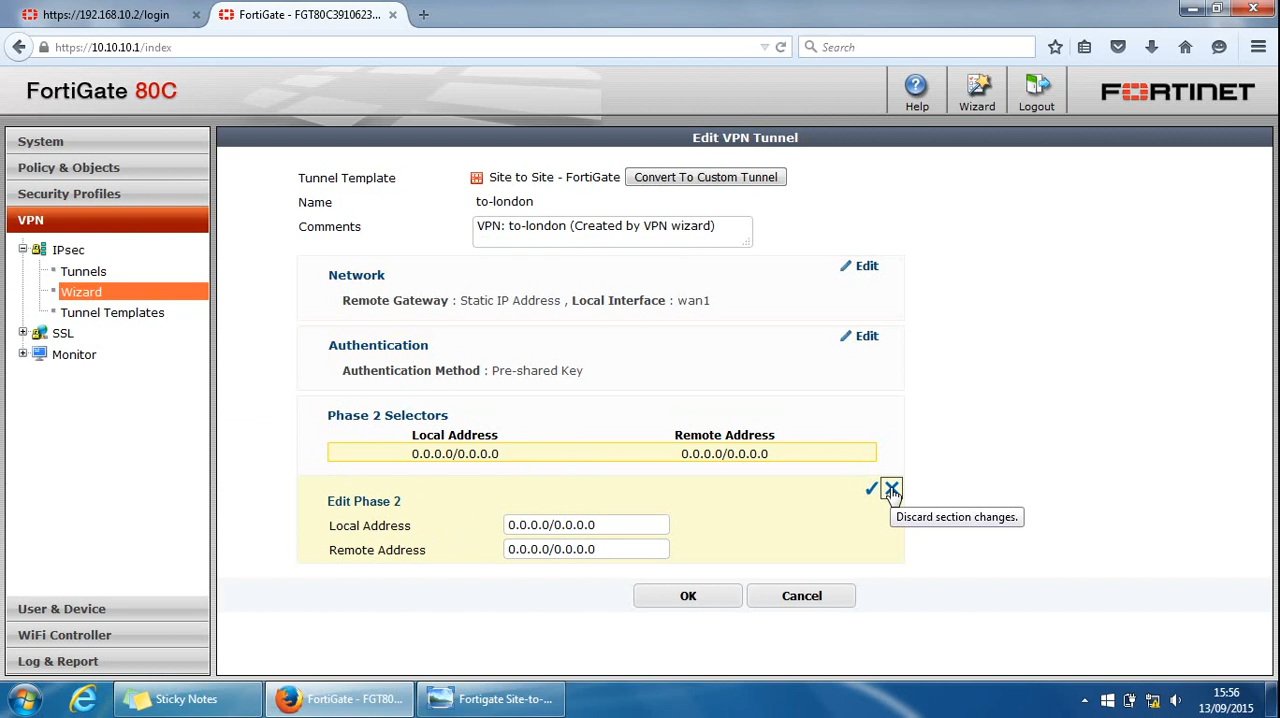 https://192.168.10.2/login
FortiGate - FGT80C3910623...
https://10.10.10.1/index
Search
FortiGate 80C
Help
Wizard
Logout
FORTINET
System
Policy & Objects
Security Profiles
VPN
IPsec
Tunnels
Wizard
Tunnel Templates
SSL
Monitor
User & Device
WiFi Controller
Log & Report
Edit VPN Tunnel
Tunnel Template Site to Site - FortiGate Convert To Custom Tunnel
Name to-london
Comments VPN: to-london (Created by VPN wizard)
Network Edit
Remote Gateway : Static IP Address , Local Interface : wan1
Authentication Edit
Authentication Method : Pre-shared Key
Phase 2 Selectors
Local Address Remote Address
0.0.0.0/0.0.0.0 0.0.0.0/0.0.0.0
Edit Phase 2
Discard section changes.
Local Address 0.0.0.0/0.0.0.0
Remote Address 0.0.0.0/0.0.0.0
OK Cancel
Sticky Notes
FortiGate - FGT80...
Fortigate Site-to-...
15:56
13/09/2015